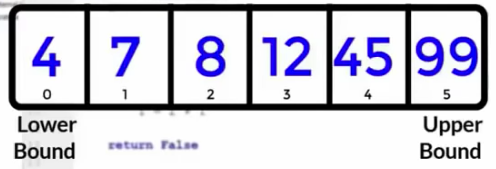 4 7 8 12 45 99
0 1 2 3 4 5
Lower Upper
Bound Bound
return False